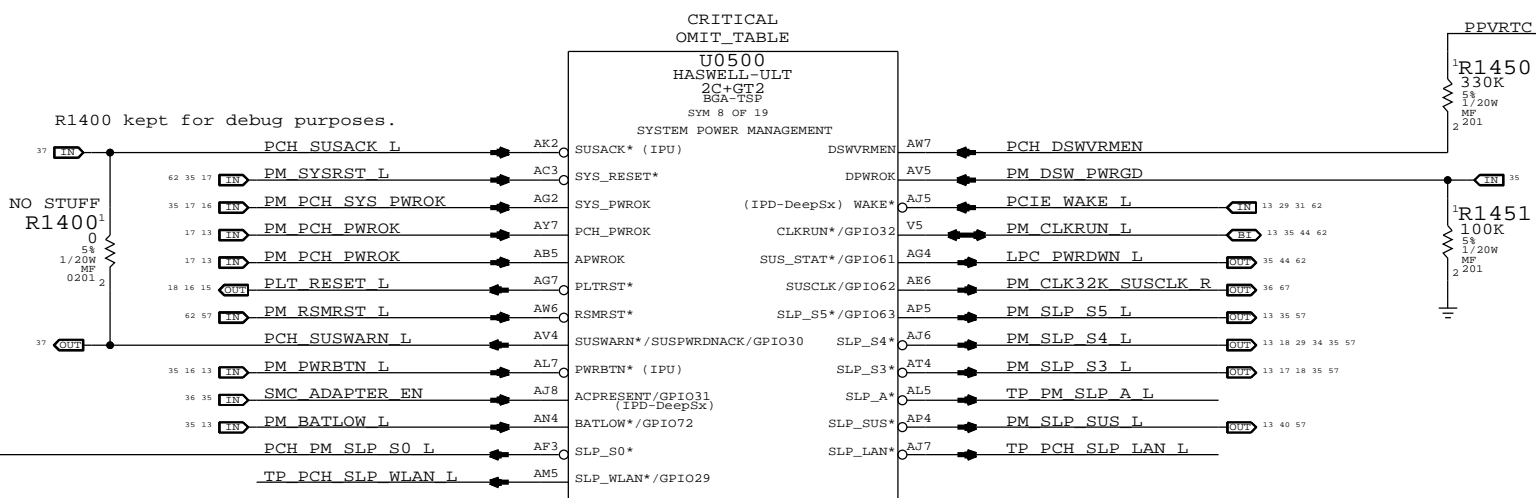 CRITICAL
OMIT_TABLE
U0500
HASWELL-ULT
2C+GT2
BGA-TSP
SYM 8 OF 19
SYSTEM POWER MANAGEMENT
R1400 kept for debug purposes.
37 IN PCH_SUSACK_L AK2 SUSACK* (IPU)
62 35 17 IN PM_SYSRST_L AC3 SYS_RESET*
35 17 16 IN PM_PCH_SYS_PWROK AG2 SYS_PWROK
17 13 IN PM_PCH_PWROK AY7 PCH_PWROK
17 13 IN PM_PCH_PWROK AB5 APWROK
18 16 15 OUT PLT_RESET_L AG7 PLTRST*
62 57 IN PM_RSMRST_L AW6 RSMRST*
37 OUT PCH_SUSWARN_L AV4 SUSWARN*/SUSPWRDNACK/GPIO30
35 16 13 IN PM_PWRBTN_L AL7 PWRBTN* (IPU)
36 35 IN SMC_ADAPTER_EN AJ8 ACPRESENT/GPIO31
(IPD-DeepSx)
35 13 IN PM_BATLOW_L AN4 BATLOW*/GPIO72
PCH_PM_SLP_S0_L AF3 SLP_S0*
TP_PCH_SLP_WLAN_L AM5 SLP_WLAN*/GPIO29
NO STUFF
R1400
1
0
5%
1/20W
MF
0201
2
DSWVRMEN AW7 PCH_DSWVRMEN
DPWROK AV5 PM_DSW_PWRGD IN 35
(IPD-DeepSx) WAKE* AJ5 PCIE_WAKE_L IN 13 29 31 62
CLKRUN*/GPIO32 V5 PM_CLKRUN_L BI 13 35 44 62
SUS_STAT*/GPIO61 AG4 LPC_PWRDWN_L OUT 35 44 62
SUSCLK/GPIO62 AE6 PM_CLK32K_SUSCLK_R OUT 36 67
SLP_S5*/GPIO63 AP5 PM_SLP_S5_L OUT 13 35 57
SLP_S4* AJ6 PM_SLP_S4_L OUT 13 18 29 34 35 57
SLP_S3* AT4 PM_SLP_S3_L OUT 13 17 18 35 57
SLP_A* AL5 TP_PM_SLP_A_L
SLP_SUS* AP4 PM_SLP_SUS_L OUT 13 40 57
SLP_LAN* AJ7 TP_PCH_SLP_LAN_L
PPVRTC
1
R1450
330K
5%
1/20W
MF
201
2
1
R1451
100K
5%
1/20W
MF
201
2